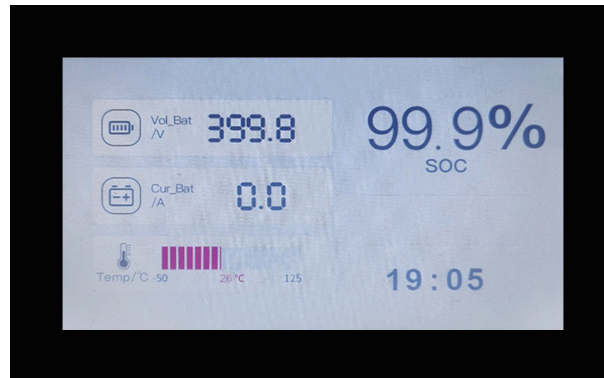 Vol_Bat
/V
399.8
99.9%
SOC
Cur_Bat
/A
0.0
Temp/°C -50 26°C 125
19:05